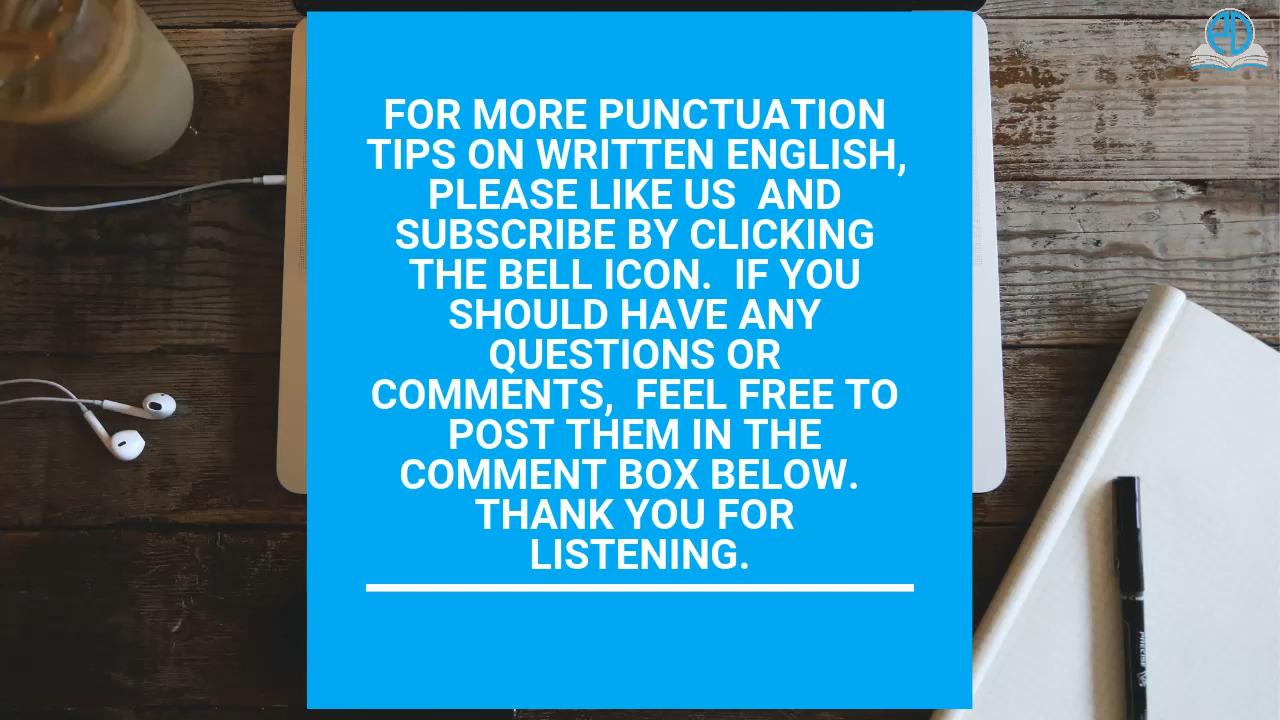 FOR MORE PUNCTUATION
TIPS ON WRITTEN ENGLISH,
PLEASE LIKE US  AND
SUBSCRIBE BY CLICKING
THE BELL ICON.  IF YOU
SHOULD HAVE ANY
QUESTIONS OR
COMMENTS,  FEEL FREE TO
POST THEM IN THE
COMMENT BOX BELOW.
THANK YOU FOR
LISTENING.
PRECISE V5